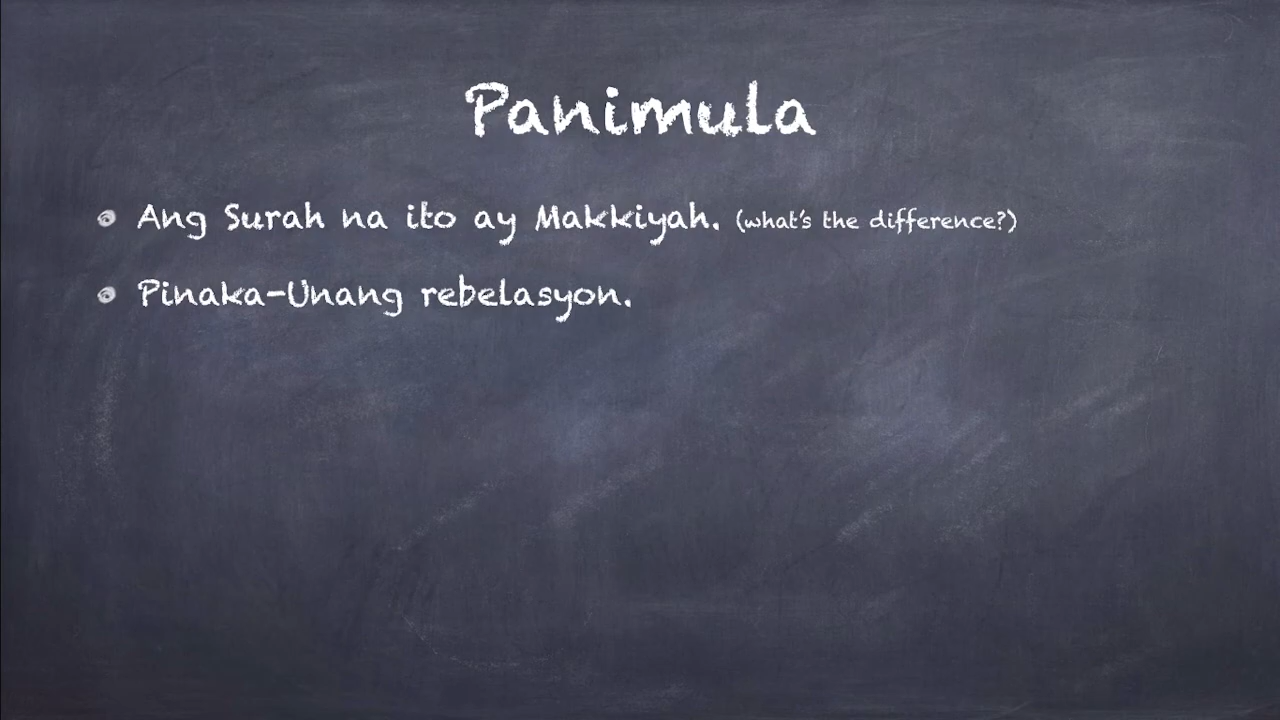 Panimula
Ang Surah na ito ay Makkiyah. (what's the difference?)
Pinaka-Unang rebelasyon.